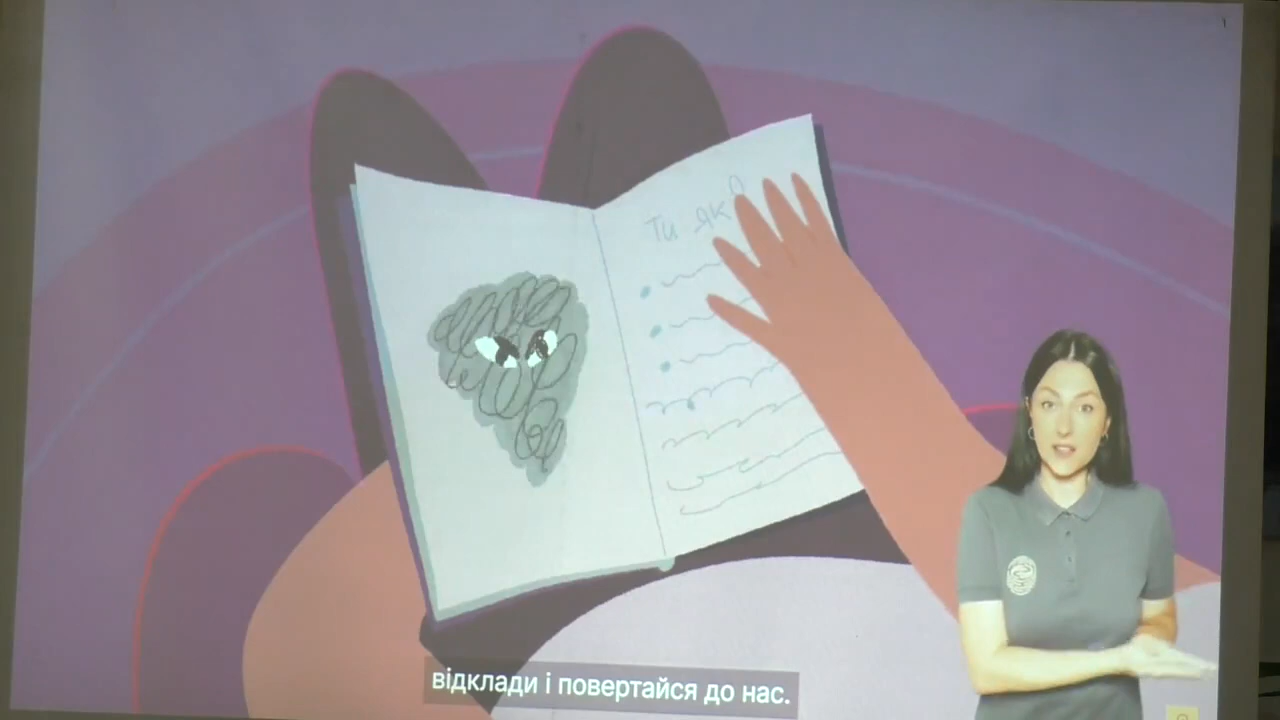 Ти як
відклади і повертайся до нас.